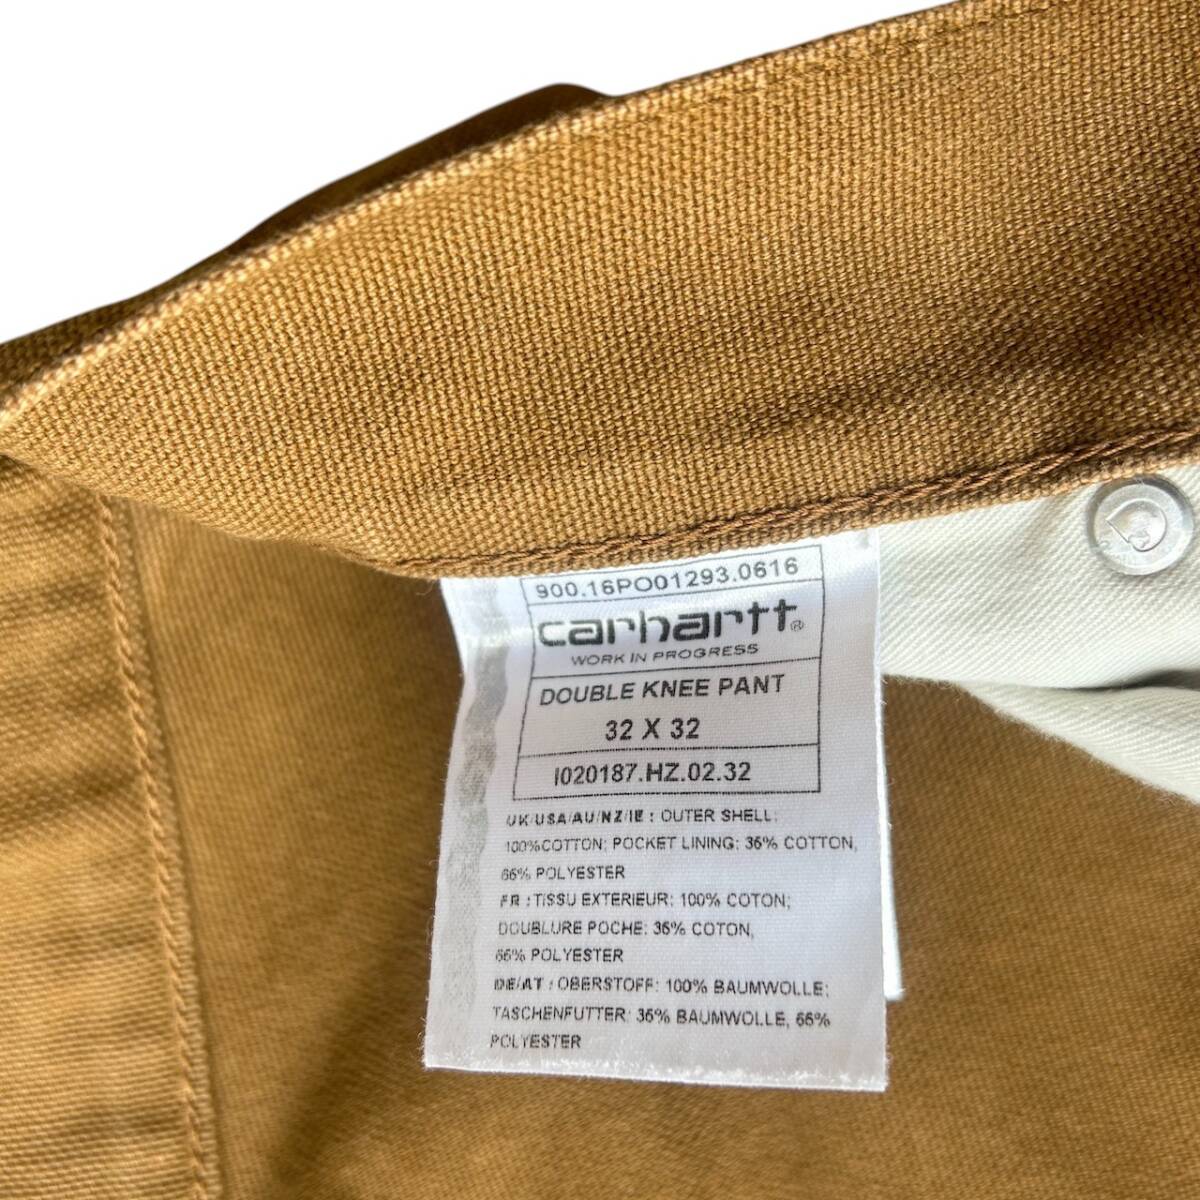 900.16PO01293.0616
carhartt®
WORK IN PROGRESS
DOUBLE KNEE PANT
32 X 32
I020187.HZ.02.32
UK/USA/AU/NZ/IE : OUTER SHELL:
100%COTTON; POCKET LINING: 35% COTTON,
65% POLYESTER
FR : TISSU EXTERIEUR: 100% COTON;
DOUBLURE POCHE: 35% COTON,
65% POLYESTER
DE/AT : OBERSTOFF: 100% BAUMWOLLE;
TASCHENFUTTER: 35% BAUMWOLLE, 65%
POLYESTER